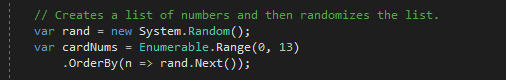 // Creates a list of numbers and then randomizes the list.
var rand = new System.Random();
var cardNums = Enumerable.Range(0, 13)
    .OrderBy(n => rand.Next());